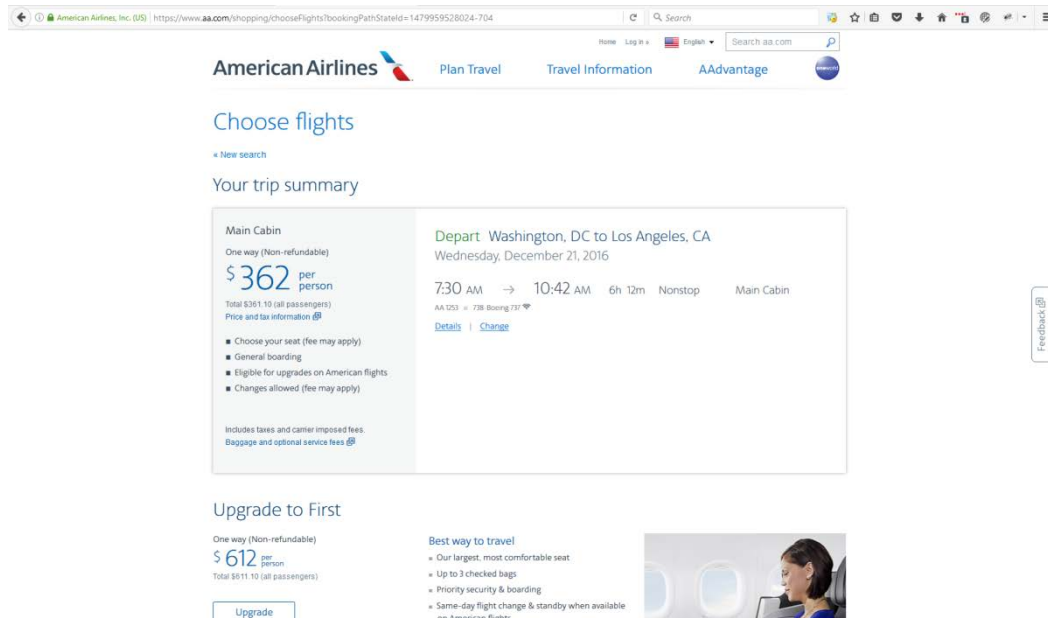 American Airlines, Inc. (US) https://www.aa.com/shopping/chooseFlights?bookingPathStateId=1479959528024-704 Search
Home Log in English Search aa.com
American Airlines Plan Travel Travel Information AAdvantage
Choose flights
« New search
Your trip summary
Main Cabin
One way (Non-refundable)
$362 per person
Total $361.10 (all passengers)
Price and tax information
Choose your seat (fee may apply)
General boarding
Eligible for upgrades on American flights
Changes allowed (fee may apply)
Includes taxes and carrier imposed fees.
Baggage and optional service fees
Depart Washington, DC to Los Angeles, CA
Wednesday, December 21, 2016
7:30 AM → 10:42 AM 6h 12m Nonstop Main Cabin
AA 1253 738-Boeing 737
Details | Change
Feedback
Upgrade to First
One way (Non-refundable)
$612 per person
Total $611.10 (all passengers)
Upgrade
Best way to travel
Our largest, most comfortable seat
Up to 3 checked bags
Priority security & boarding
Same-day flight change & standby when available
on American flights